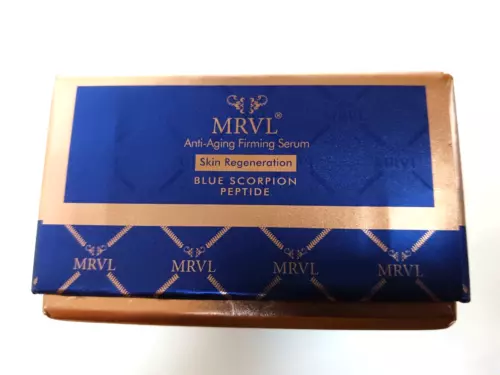 MRVL®
Anti-Aging Firming Serum
Skin Regeneration
BLUE SCORPION
PEPTIDE
MRVL MRVL MRVL MRVL